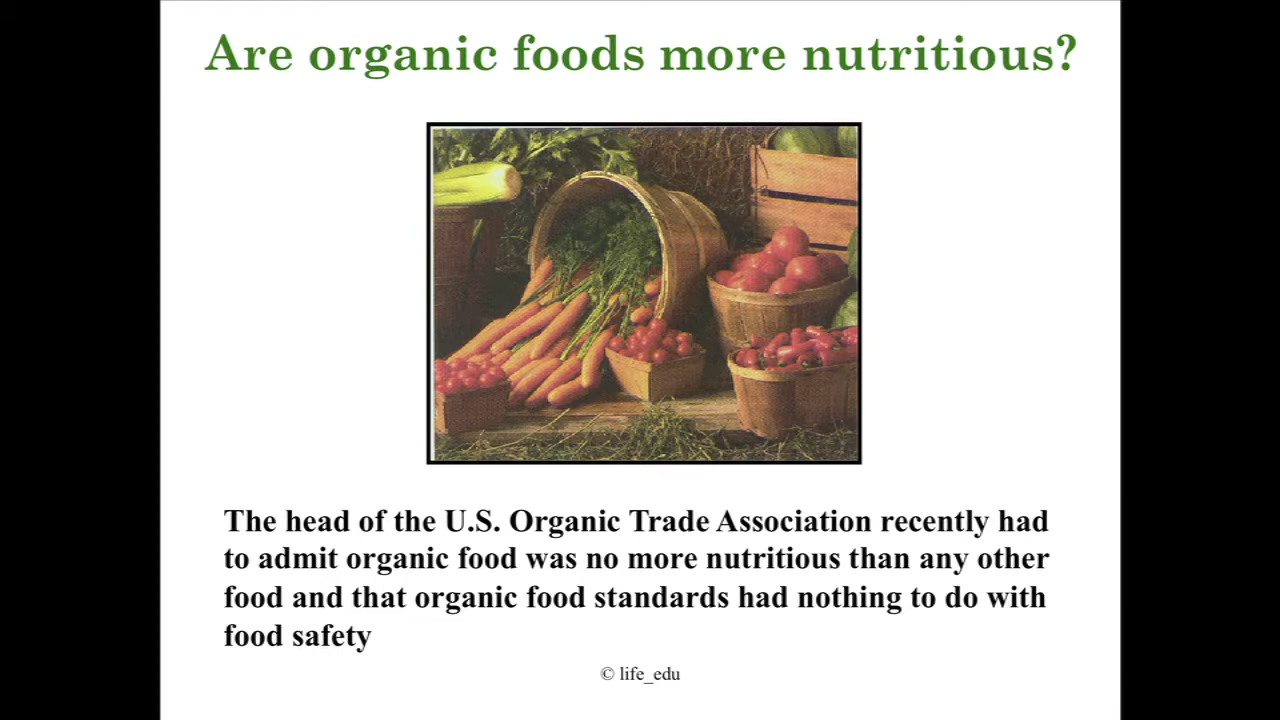 Are organic foods more nutritious?
The head of the U.S. Organic Trade Association recently had
to admit organic food was no more nutritious than any other
food and that organic food standards had nothing to do with
food safety
© life_edu